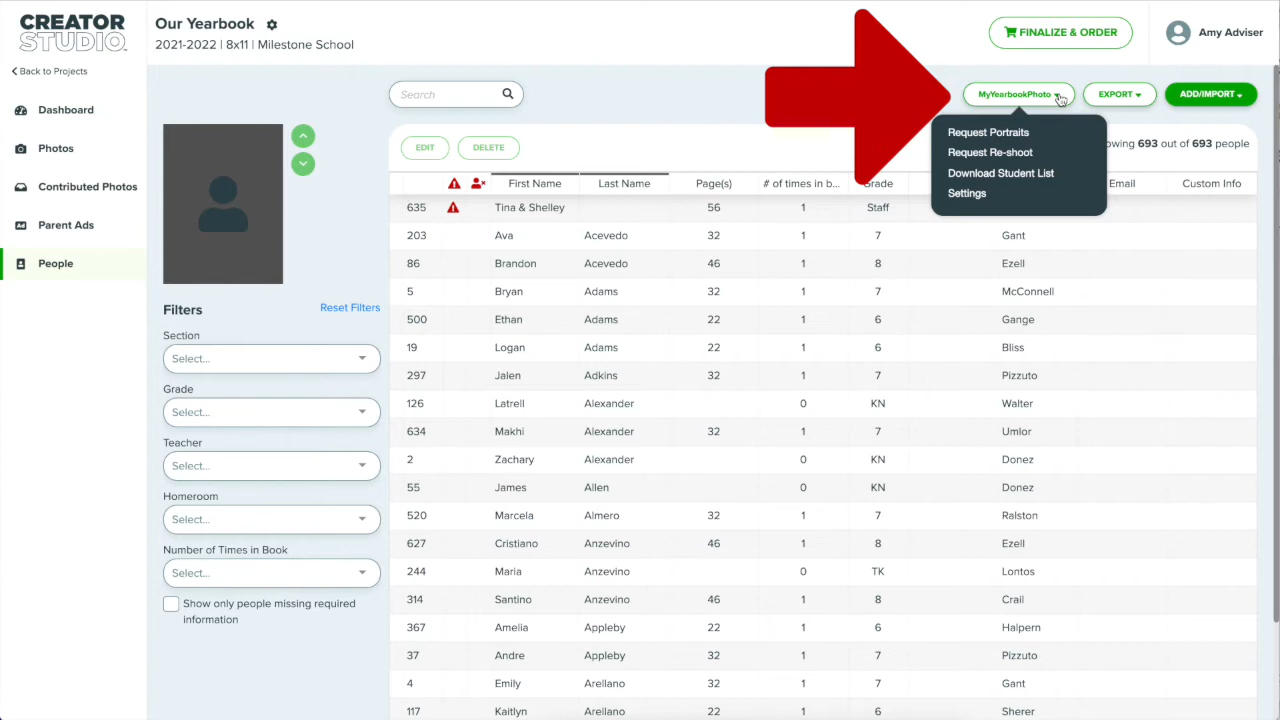 CREATOR
STUDIO
Our Yearbook
2021-2022 | 8x11 | Milestone School
FINALIZE & ORDER
Amy Adviser
Back to Projects
Dashboard
Photos
Contributed Photos
Parent Ads
People
Search
MyYearbookPhoto
EXPORT
ADD/IMPORT
Request Portraits
Request Re-shoot
Download Student List
Settings
EDIT
DELETE
owing 693 out of 693 people
First Name Last Name Page(s) # of times in b... Grade Email Custom Info
635 Tina & Shelley 56 1 Staff
203 Ava Acevedo 32 1 7 Gant
86 Brandon Acevedo 46 1 8 Ezell
5 Bryan Adams 32 1 7 McConnell
500 Ethan Adams 22 1 6 Gange
19 Logan Adams 22 1 6 Bliss
297 Jalen Adkins 32 1 7 Pizzuto
126 Latrell Alexander 0 KN Walter
634 Makhi Alexander 32 1 7 Umlor
2 Zachary Alexander 0 KN Donez
55 James Allen 0 KN Donez
520 Marcela Almero 32 1 7 Ralston
627 Cristiano Anzevino 46 1 8 Ezell
244 Maria Anzevino 0 TK Lontos
314 Santino Anzevino 46 1 8 Crail
367 Amelia Appleby 22 1 6 Halpern
37 Andre Appleby 32 1 7 Pizzuto
4 Emily Arellano 32 1 7 Gant
117 Kaitlyn Arellano 22 1 6 Sherer
Filters
Reset Filters
Section
Select...
Grade
Select...
Teacher
Select...
Homeroom
Select...
Number of Times in Book
Select...
Show only people missing required
information